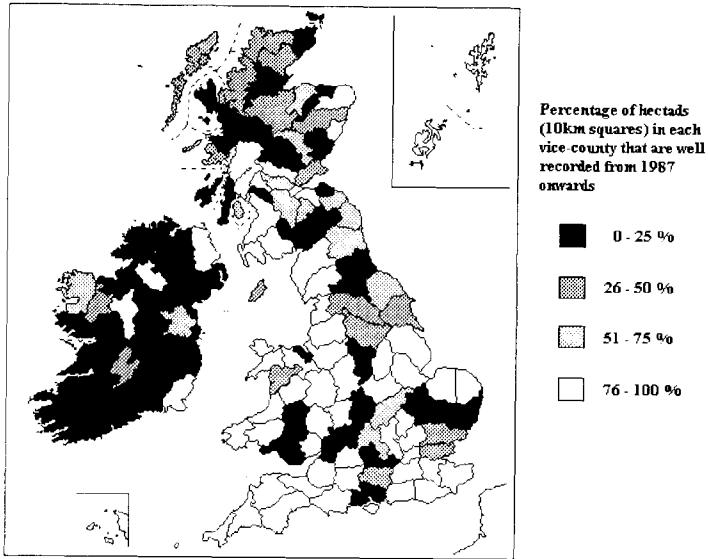 Percentage of hectads
(10km squares) in each
vice-county that are well
recorded from 1987
onwards
0 - 25 %
26 - 50 %
51 - 75 %
76 - 100 %